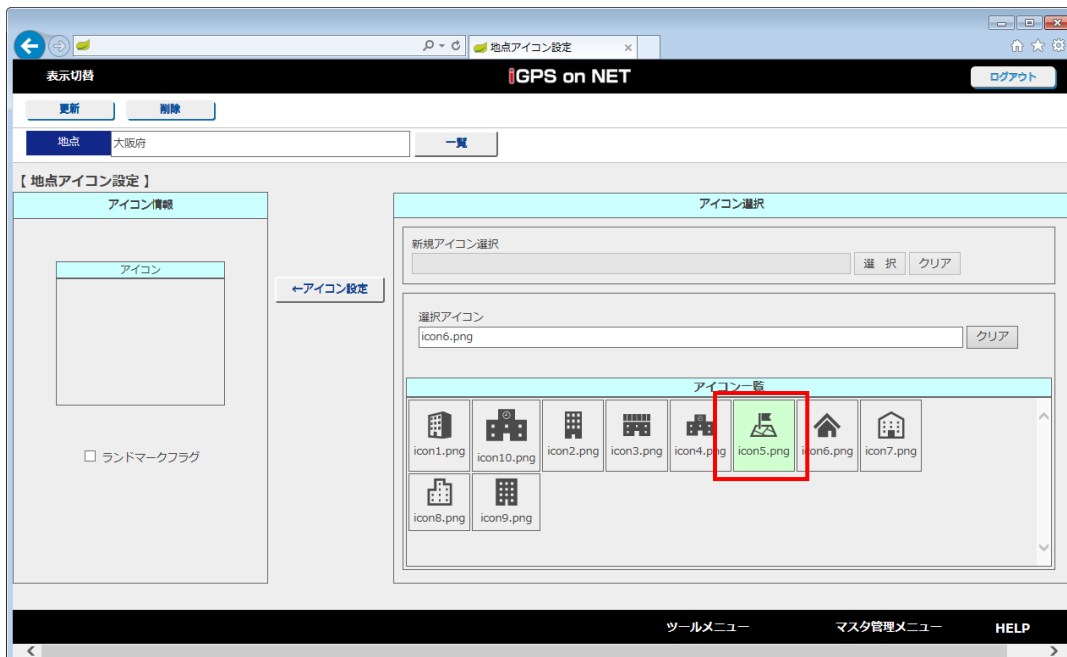 地点アイコン設定
表示切替
iGPS on NET
ログアウト
更新
削除
地点
大阪府
一覧
【 地点アイコン設定 】
アイコン情報
アイコン
ランドマークフラグ
←アイコン設定
アイコン選択
新規アイコン選択
選 択
クリア
選択アイコン
icon6.png
クリア
アイコン一覧
icon1.png
icon10.png
icon2.png
icon3.png
icon4.png
icon5.png
icon6.png
icon7.png
icon8.png
icon9.png
ツールメニュー
マスタ管理メニュー
HELP